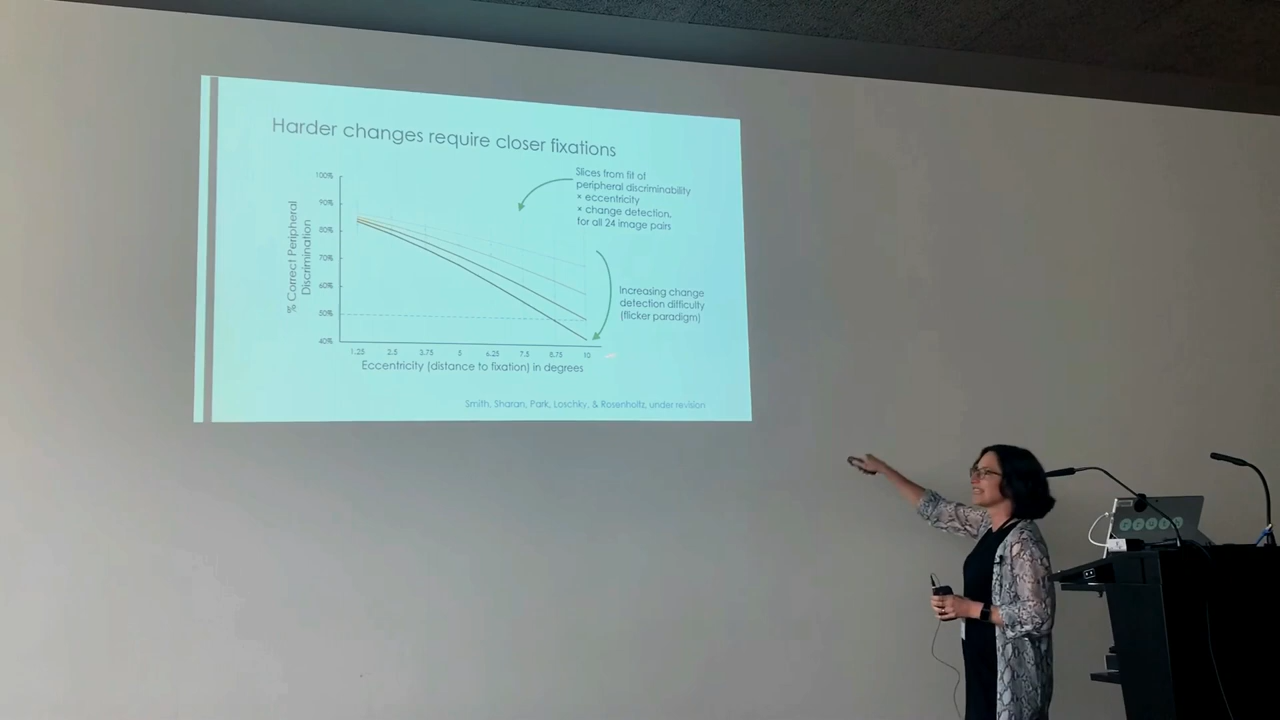 Harder changes require closer fixations
Slices from fit of
peripheral discriminability
× eccentricity
× change detection,
for all 24 image pairs
100%
90%
80%
70%
60%
50%
40%
% Correct Peripheral
Discrimination
Increasing change
detection difficulty
(flicker paradigm)
1.25 2.5 3.75 5 6.25 7.5 8.75 10
Eccentricity (distance to fixation) in degrees
Smith, Sharan, Park, Loschky, & Rosenholtz, under revision